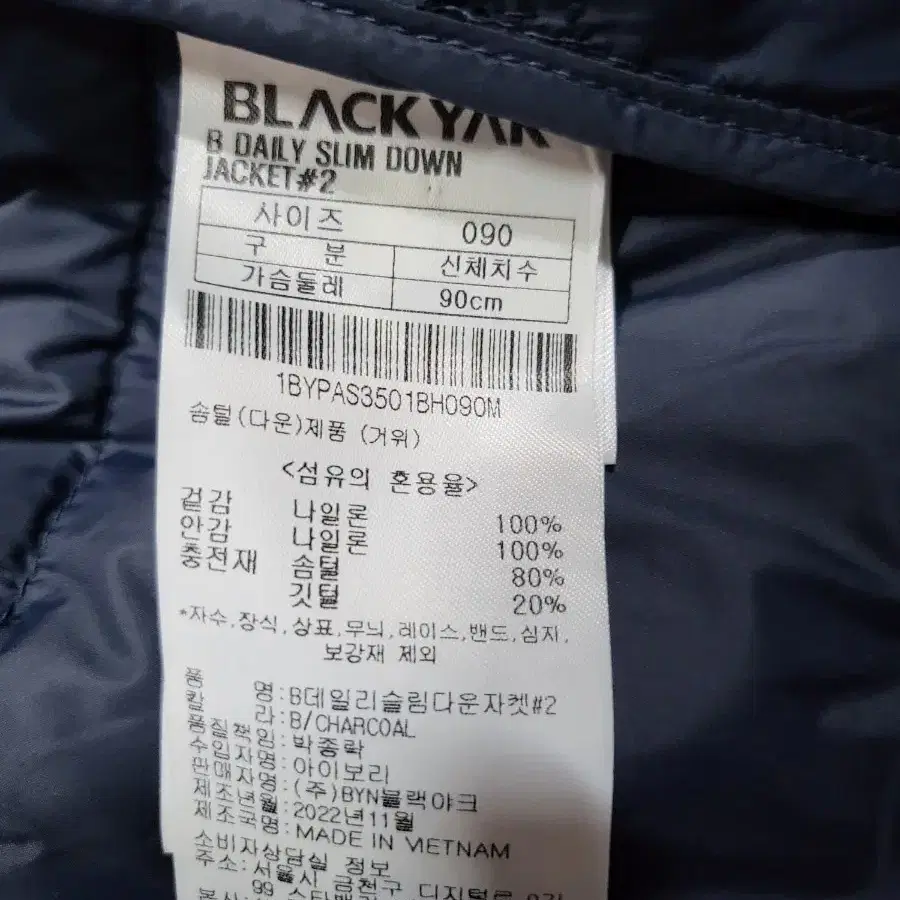 BLACKYAK
B DAILY SLIM DOWN
JACKET#2
사이즈 090
구 분 신체치수
가슴둘레 90cm
1BYPAS3501BH090M
솜털(다운)제품 (거위)
<섬유의 혼용율>
겉감 나일론 100%
안감 나일론 100%
충전재 솜털 80%
깃털 20%
*자수,장식,상표,무늬,레이스,밴드,심지,
보강재 제외
품 명:B데일리슬림다운자켓#2
칼 라:B/CHARCOAL
품질책임:박종락
수입자명:아이보리
판매자명:(주)BYN블랙야크
제조년월:2022년11월
제조국명:MADE IN VIETNAM
소비자상담실 정보
주소:서울시 금천구 디지털로
99